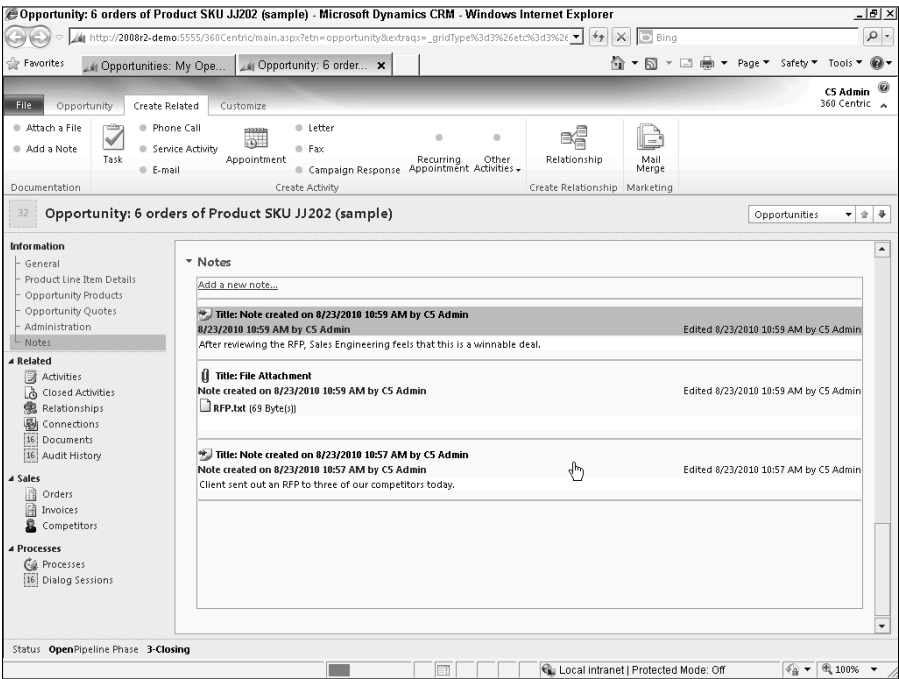 Opportunity: 6 orders of Product SKU JJ202 (sample) - Microsoft Dynamics CRM - Windows Internet Explorer
http://2008r2-demo:5555/360Centric/main.aspx?etn=opportunity&extraqs=_gridType%3d3%26etc%3d3%26
Bing
Favorites
Opportunities: My Ope...
Opportunity: 6 order...
Page Safety Tools
File Opportunity Create Related Customize
C5 Admin
360 Centric
Attach a File
Add a Note
Task
Phone Call
Service Activity
E-mail
Appointment
Letter
Fax
Campaign Response
Recurring Appointment
Other Activities
Relationship
Mail Merge
Documentation Create Activity Create Relationship Marketing
32 Opportunity: 6 orders of Product SKU JJ202 (sample)
Opportunities
Information
General
Product Line Item Details
Opportunity Products
Opportunity Quotes
Administration
Notes
Related
Activities
Closed Activities
Relationships
Connections
16 Documents
16 Audit History
Sales
Orders
Invoices
Competitors
Processes
Processes
16 Dialog Sessions
Notes
Add a new note...
Title: Note created on 8/23/2010 10:59 AM by C5 Admin
8/23/2010 10:59 AM by C5 Admin Edited 8/23/2010 10:59 AM by C5 Admin
After reviewing the RFP, Sales Engineering feels that this is a winnable deal.
Title: File Attachment
Note created on 8/23/2010 10:59 AM by C5 Admin Edited 8/23/2010 10:59 AM by C5 Admin
RFP.txt (69 Byte(s))
Title: Note created on 8/23/2010 10:57 AM by C5 Admin
Note created on 8/23/2010 10:57 AM by C5 Admin Edited 8/23/2010 10:57 AM by C5 Admin
Client sent out an RFP to three of our competitors today.
Status Open Pipeline Phase 3-Closing
Local intranet | Protected Mode: Off 100%